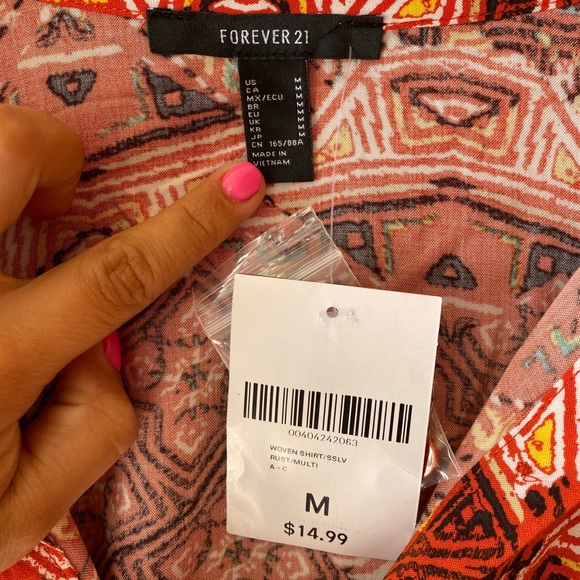 FOREVER 21
US M
CA M
MX/ECU M
BR M
EU M
UK M
KR M
JP M
CN 165/88A
MADE IN
VIETNAM
00404242063
WOVEN SHIRT/SSLV
RUST/MULTI
A - C
M
$14.99